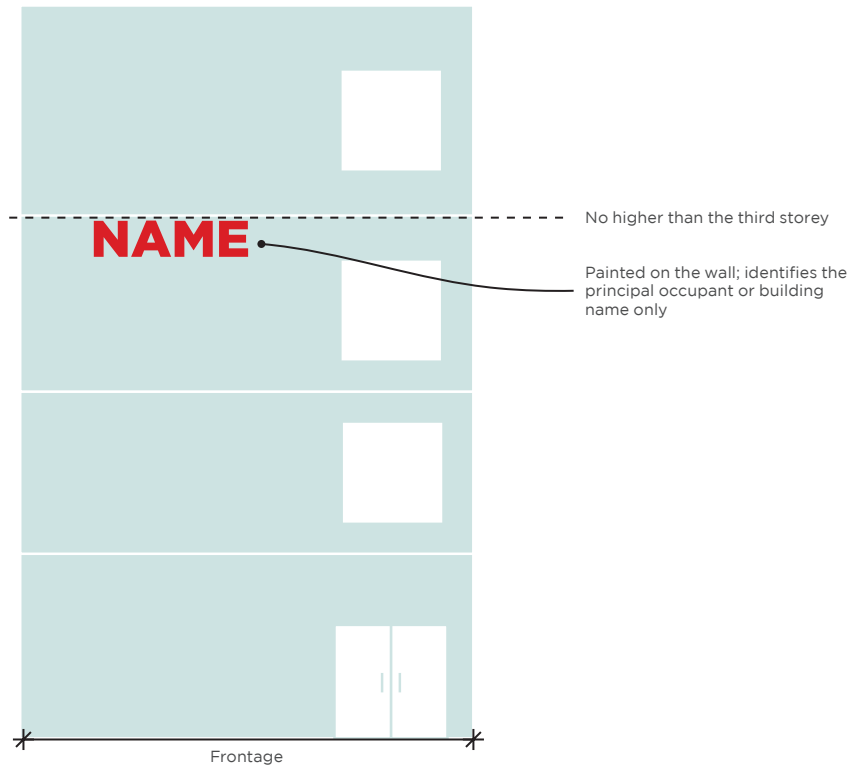 No higher than the third storey
NAME
Painted on the wall; identifies the
principal occupant or building
name only
Frontage